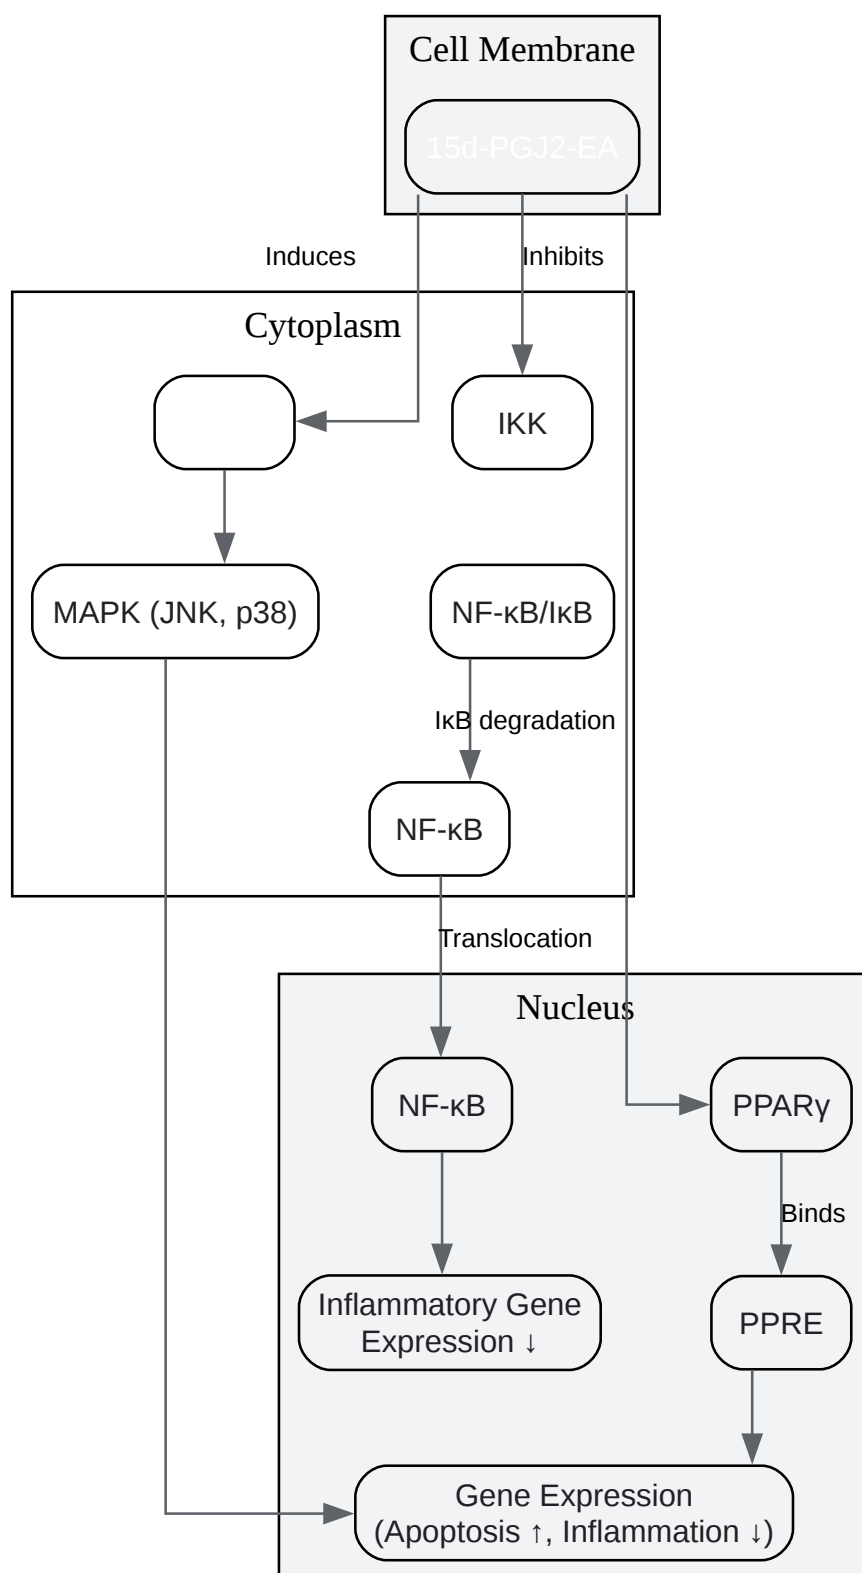 Cell Membrane
15d-PGJ2-EA
Induces
Inhibits
Cytoplasm
IKK
MAPK (JNK, p38)
NF-κB/IκB
IκB degradation
NF-κB
Translocation
Nucleus
NF-κB
PPARγ
Binds
Inflammatory Gene
Expression ↓
PPRE
Gene Expression
(Apoptosis ↑, Inflammation ↓)